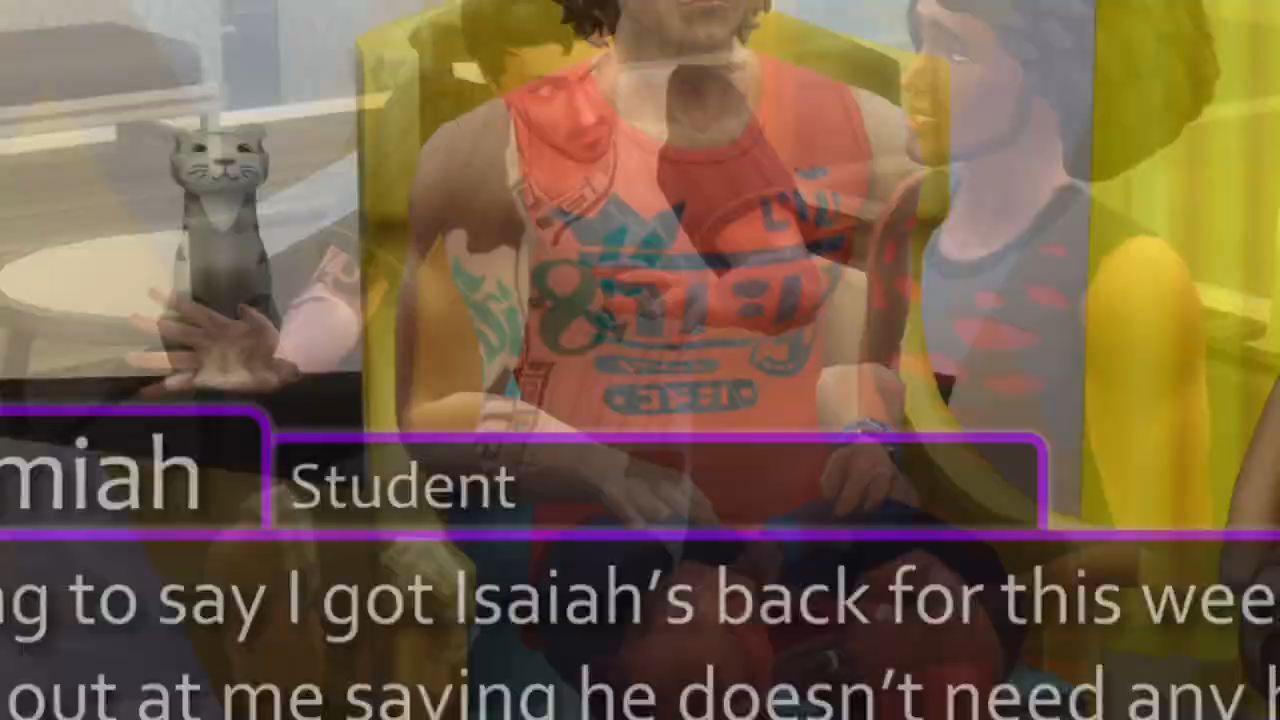 miah
Student
ng to say I got Isaiah's back for this wee
out at me saying he doesn't need any h